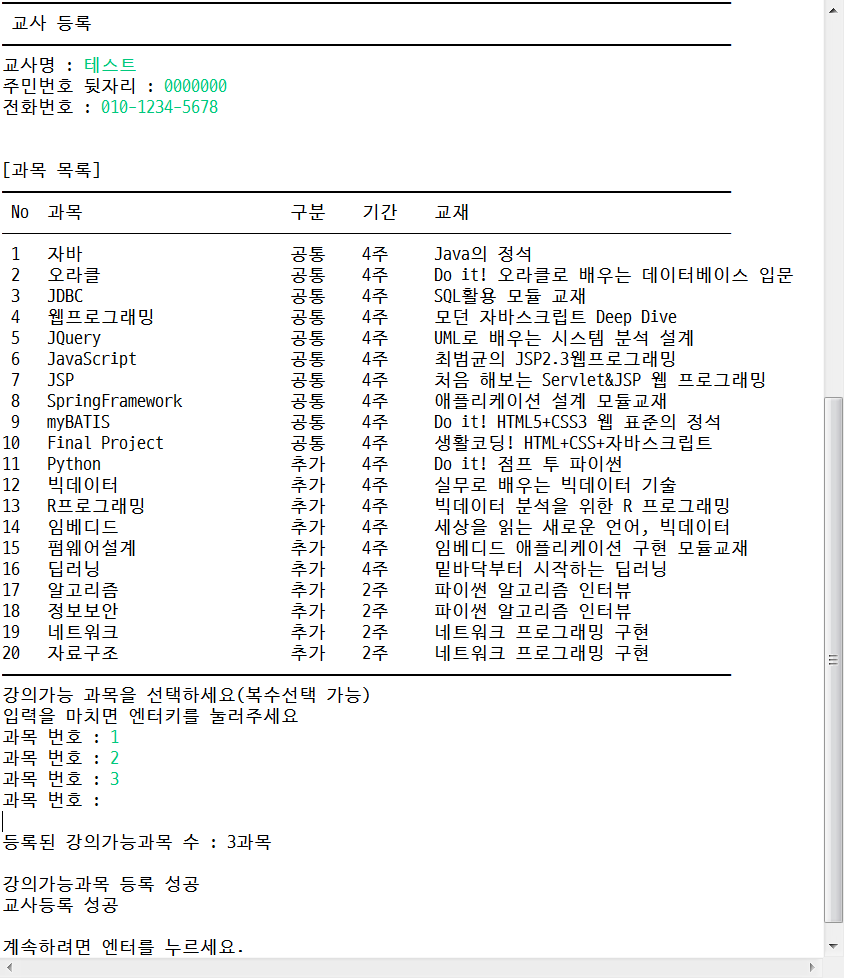 교사 등록
교사명 : 테스트
주민번호 뒷자리 : 0000000
전화번호 : 010-1234-5678
[과목 목록]
No 과목 구분 기간 교재
1 자바 공통 4주 Java의 정석
2 오라클 공통 4주 Do it! 오라클로 배우는 데이터베이스 입문
3 JDBC 공통 4주 SQL활용 모듈 교재
4 웹프로그래밍 공통 4주 모던 자바스크립트 Deep Dive
5 JQuery 공통 4주 UML로 배우는 시스템 분석 설계
6 JavaScript 공통 4주 최범균의 JSP2.3웹프로그래밍
7 JSP 공통 4주 처음 해보는 Servlet&JSP 웹 프로그래밍
8 SpringFramework 공통 4주 애플리케이션 설계 모듈교재
9 myBATIS 공통 4주 Do it! HTML5+CSS3 웹 표준의 정석
10 Final Project 공통 4주 생활코딩! HTML+CSS+자바스크립트
11 Python 추가 4주 Do it! 점프 투 파이썬
12 빅데이터 추가 4주 실무로 배우는 빅데이터 기술
13 R프로그래밍 추가 4주 빅데이터 분석을 위한 R 프로그래밍
14 임베디드 추가 4주 세상을 읽는 새로운 언어, 빅데이터
15 펌웨어설계 추가 4주 임베디드 애플리케이션 구현 모듈교재
16 딥러닝 추가 4주 밑바닥부터 시작하는 딥러닝
17 알고리즘 추가 2주 파이썬 알고리즘 인터뷰
18 정보보안 추가 2주 파이썬 알고리즘 인터뷰
19 네트워크 추가 2주 네트워크 프로그래밍 구현
20 자료구조 추가 2주 네트워크 프로그래밍 구현
강의가능 과목을 선택하세요(복수선택 가능)
입력을 마치면 엔터키를 눌러주세요
과목 번호 : 1
과목 번호 : 2
과목 번호 : 3
과목 번호 :
등록된 강의가능과목 수 : 3과목
강의가능과목 등록 성공
교사등록 성공
계속하려면 엔터를 누르세요.